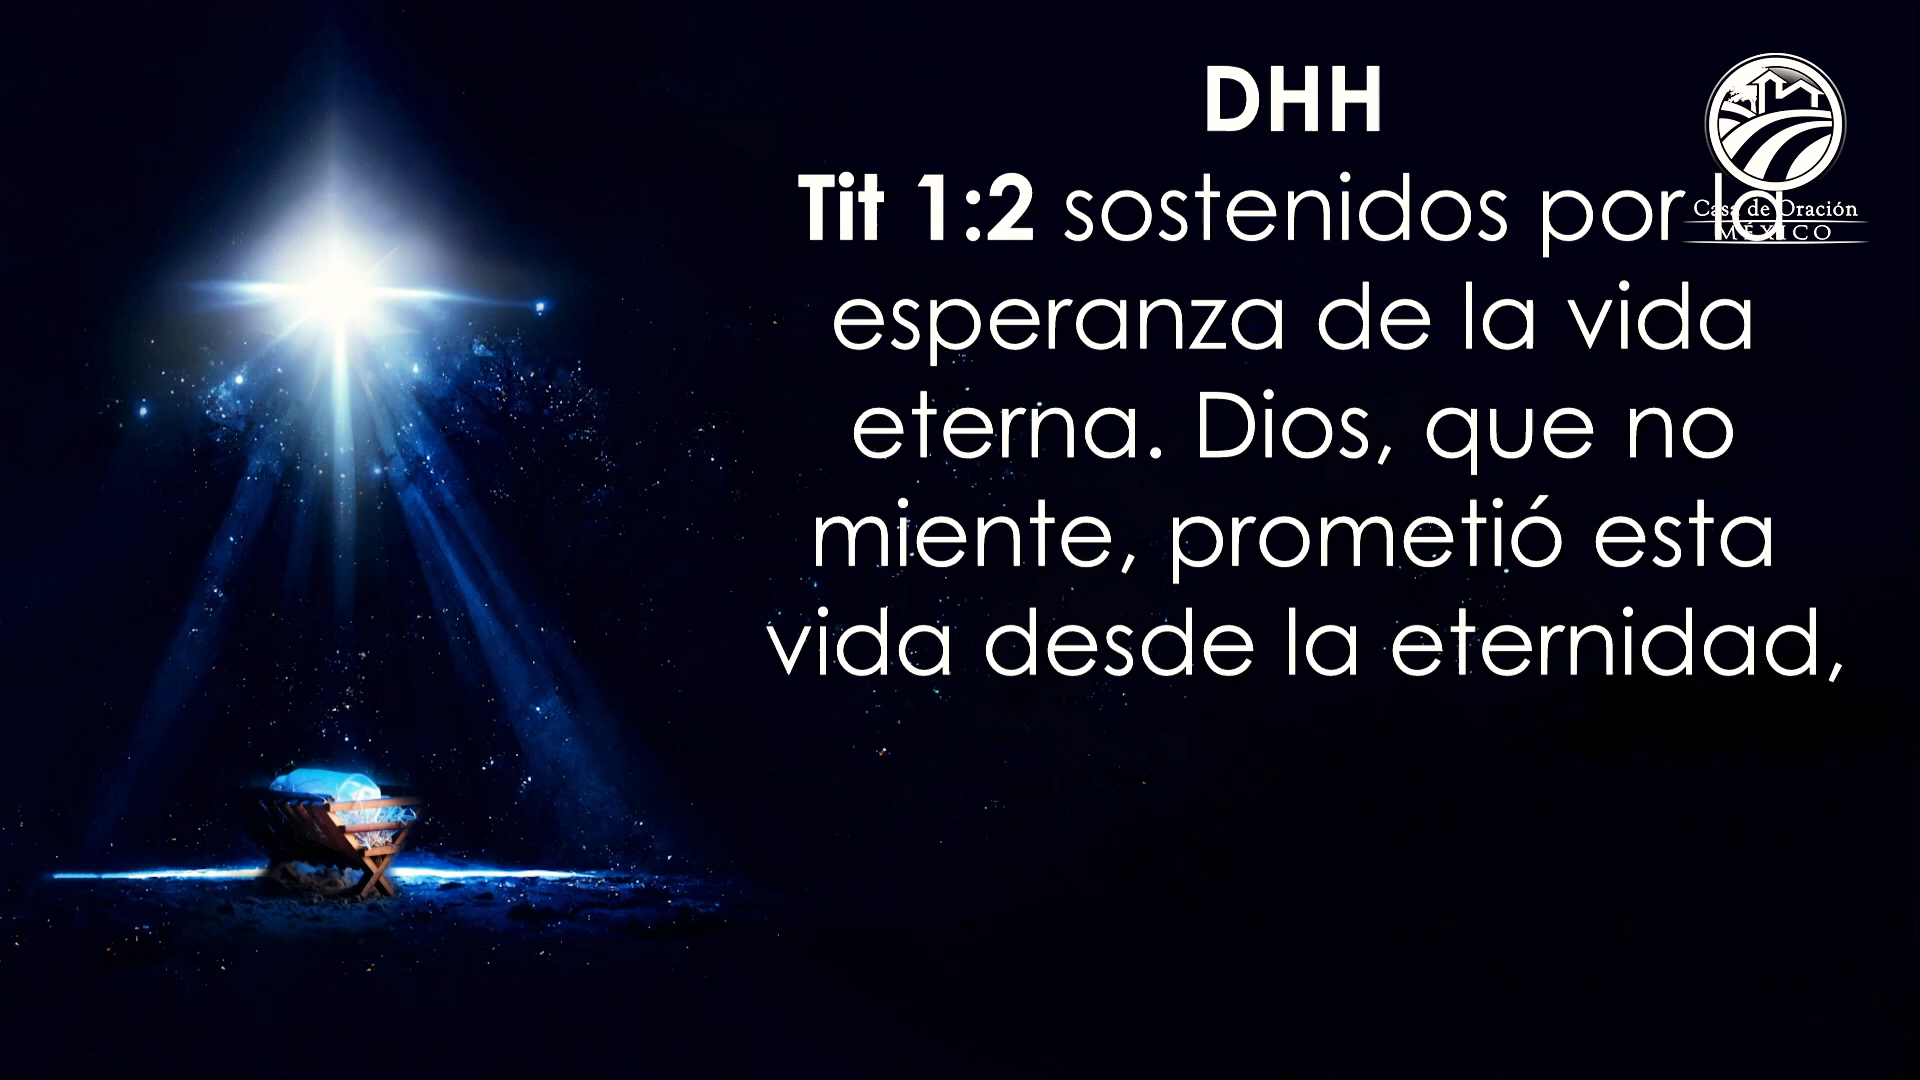 DHH
Tit 1:2 sostenidos por la
esperanza de la vida
eterna. Dios, que no
miente, prometió esta
vida desde la eternidad,
Casa de Oración
MÉXICO